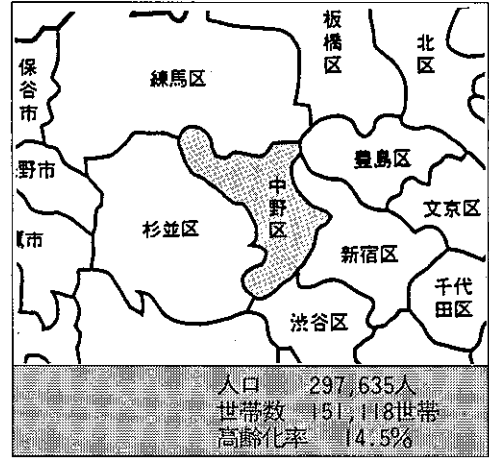 板橋区
北区
保谷市
練馬区
豊島区
野市
中野区
文京区
杉並区
市
新宿区
千代田区
渋谷区
人口 297,635人
世帯数 151,118世帯
高齢化率 14.5%